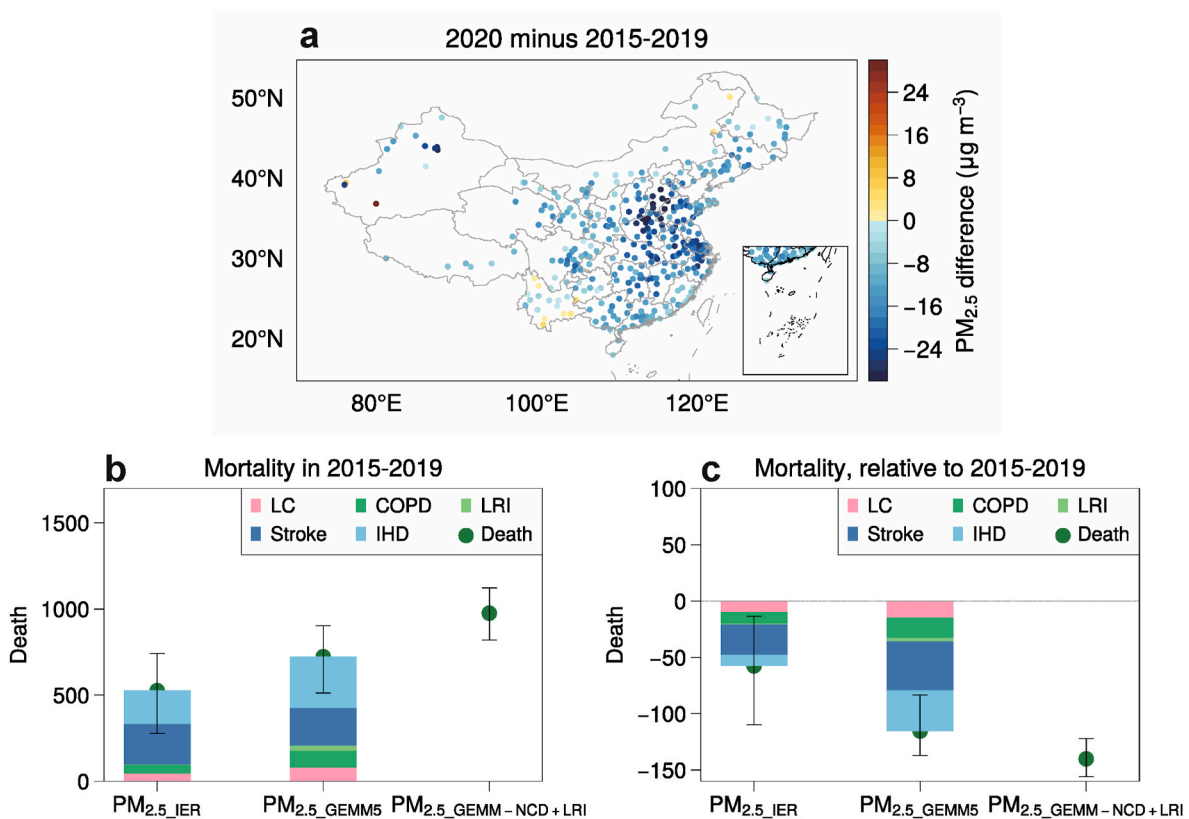 a 2020 minus 2015-2019
50°N
40°N
30°N
20°N
80°E 100°E 120°E
24
16
8
0
−8
−16
−24
PM2.5 difference (µg m−3)
b Mortality in 2015-2019
LC COPD LRI
Stroke IHD Death
1500
1000
500
0
Death
PM2.5_IER PM2.5_GEMM5 PM2.5_GEMM − NCD + LRI
c Mortality, relative to 2015-2019
LC COPD LRI
Stroke IHD Death
100
50
0
−50
−100
−150
Death
PM2.5_IER PM2.5_GEMM5 PM2.5_GEMM − NCD + LRI